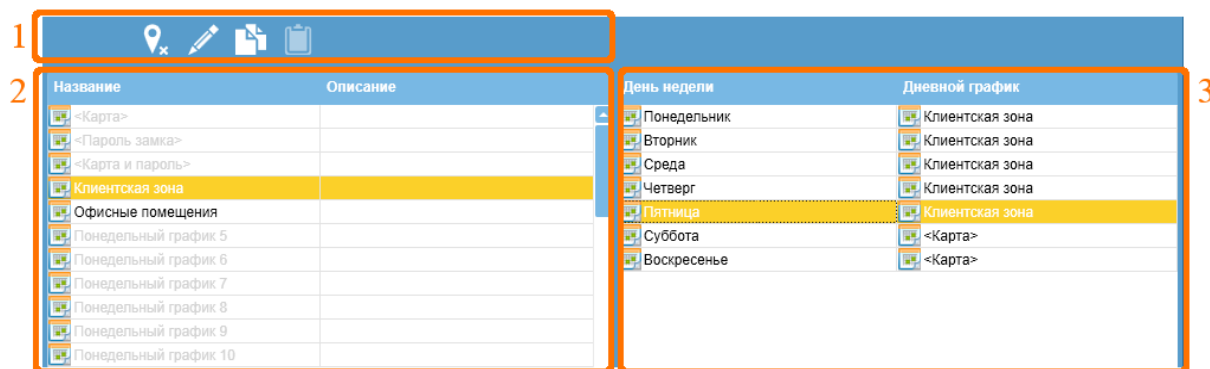 1
2
Название Описание
<Карта>
<Пароль замка>
<Карта и пароль>
Клиентская зона
Офисные помещения
Понедельный график 5
Понедельный график 6
Понедельный график 7
Понедельный график 8
Понедельный график 9
Понедельный график 10
3
День недели Дневной график
Понедельник Клиентская зона
Вторник Клиентская зона
Среда Клиентская зона
Четверг Клиентская зона
Пятница Клиентская зона
Суббота <Карта>
Воскресенье <Карта>